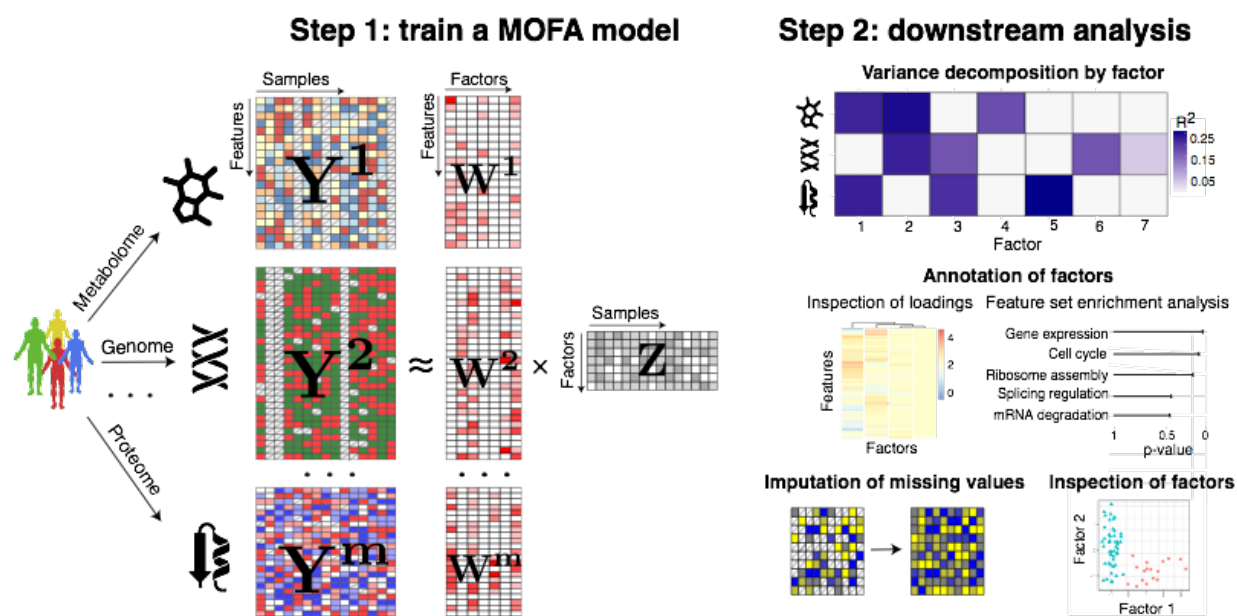 Step 1: train a MOFA model
Samples
Features
Y1
Factors
Features
W1
Metabolome
Genome
. . .
Proteome
Y2
≈
W2
×
Samples
Factors
Z
. . .
. . .
Ym
Wm
Step 2: downstream analysis
Variance decomposition by factor
R2
0.25
0.15
0.05
1 2 3 4 5 6 7
Factor
Annotation of factors
Inspection of loadings
Features
Factors
4
2
0
Feature set enrichment analysis
Gene expression
Cell cycle
Ribosome assembly
Splicing regulation
mRNA degradation
1 0.5 0
p-value
Imputation of missing values
Inspection of factors
Factor 2
Factor 1